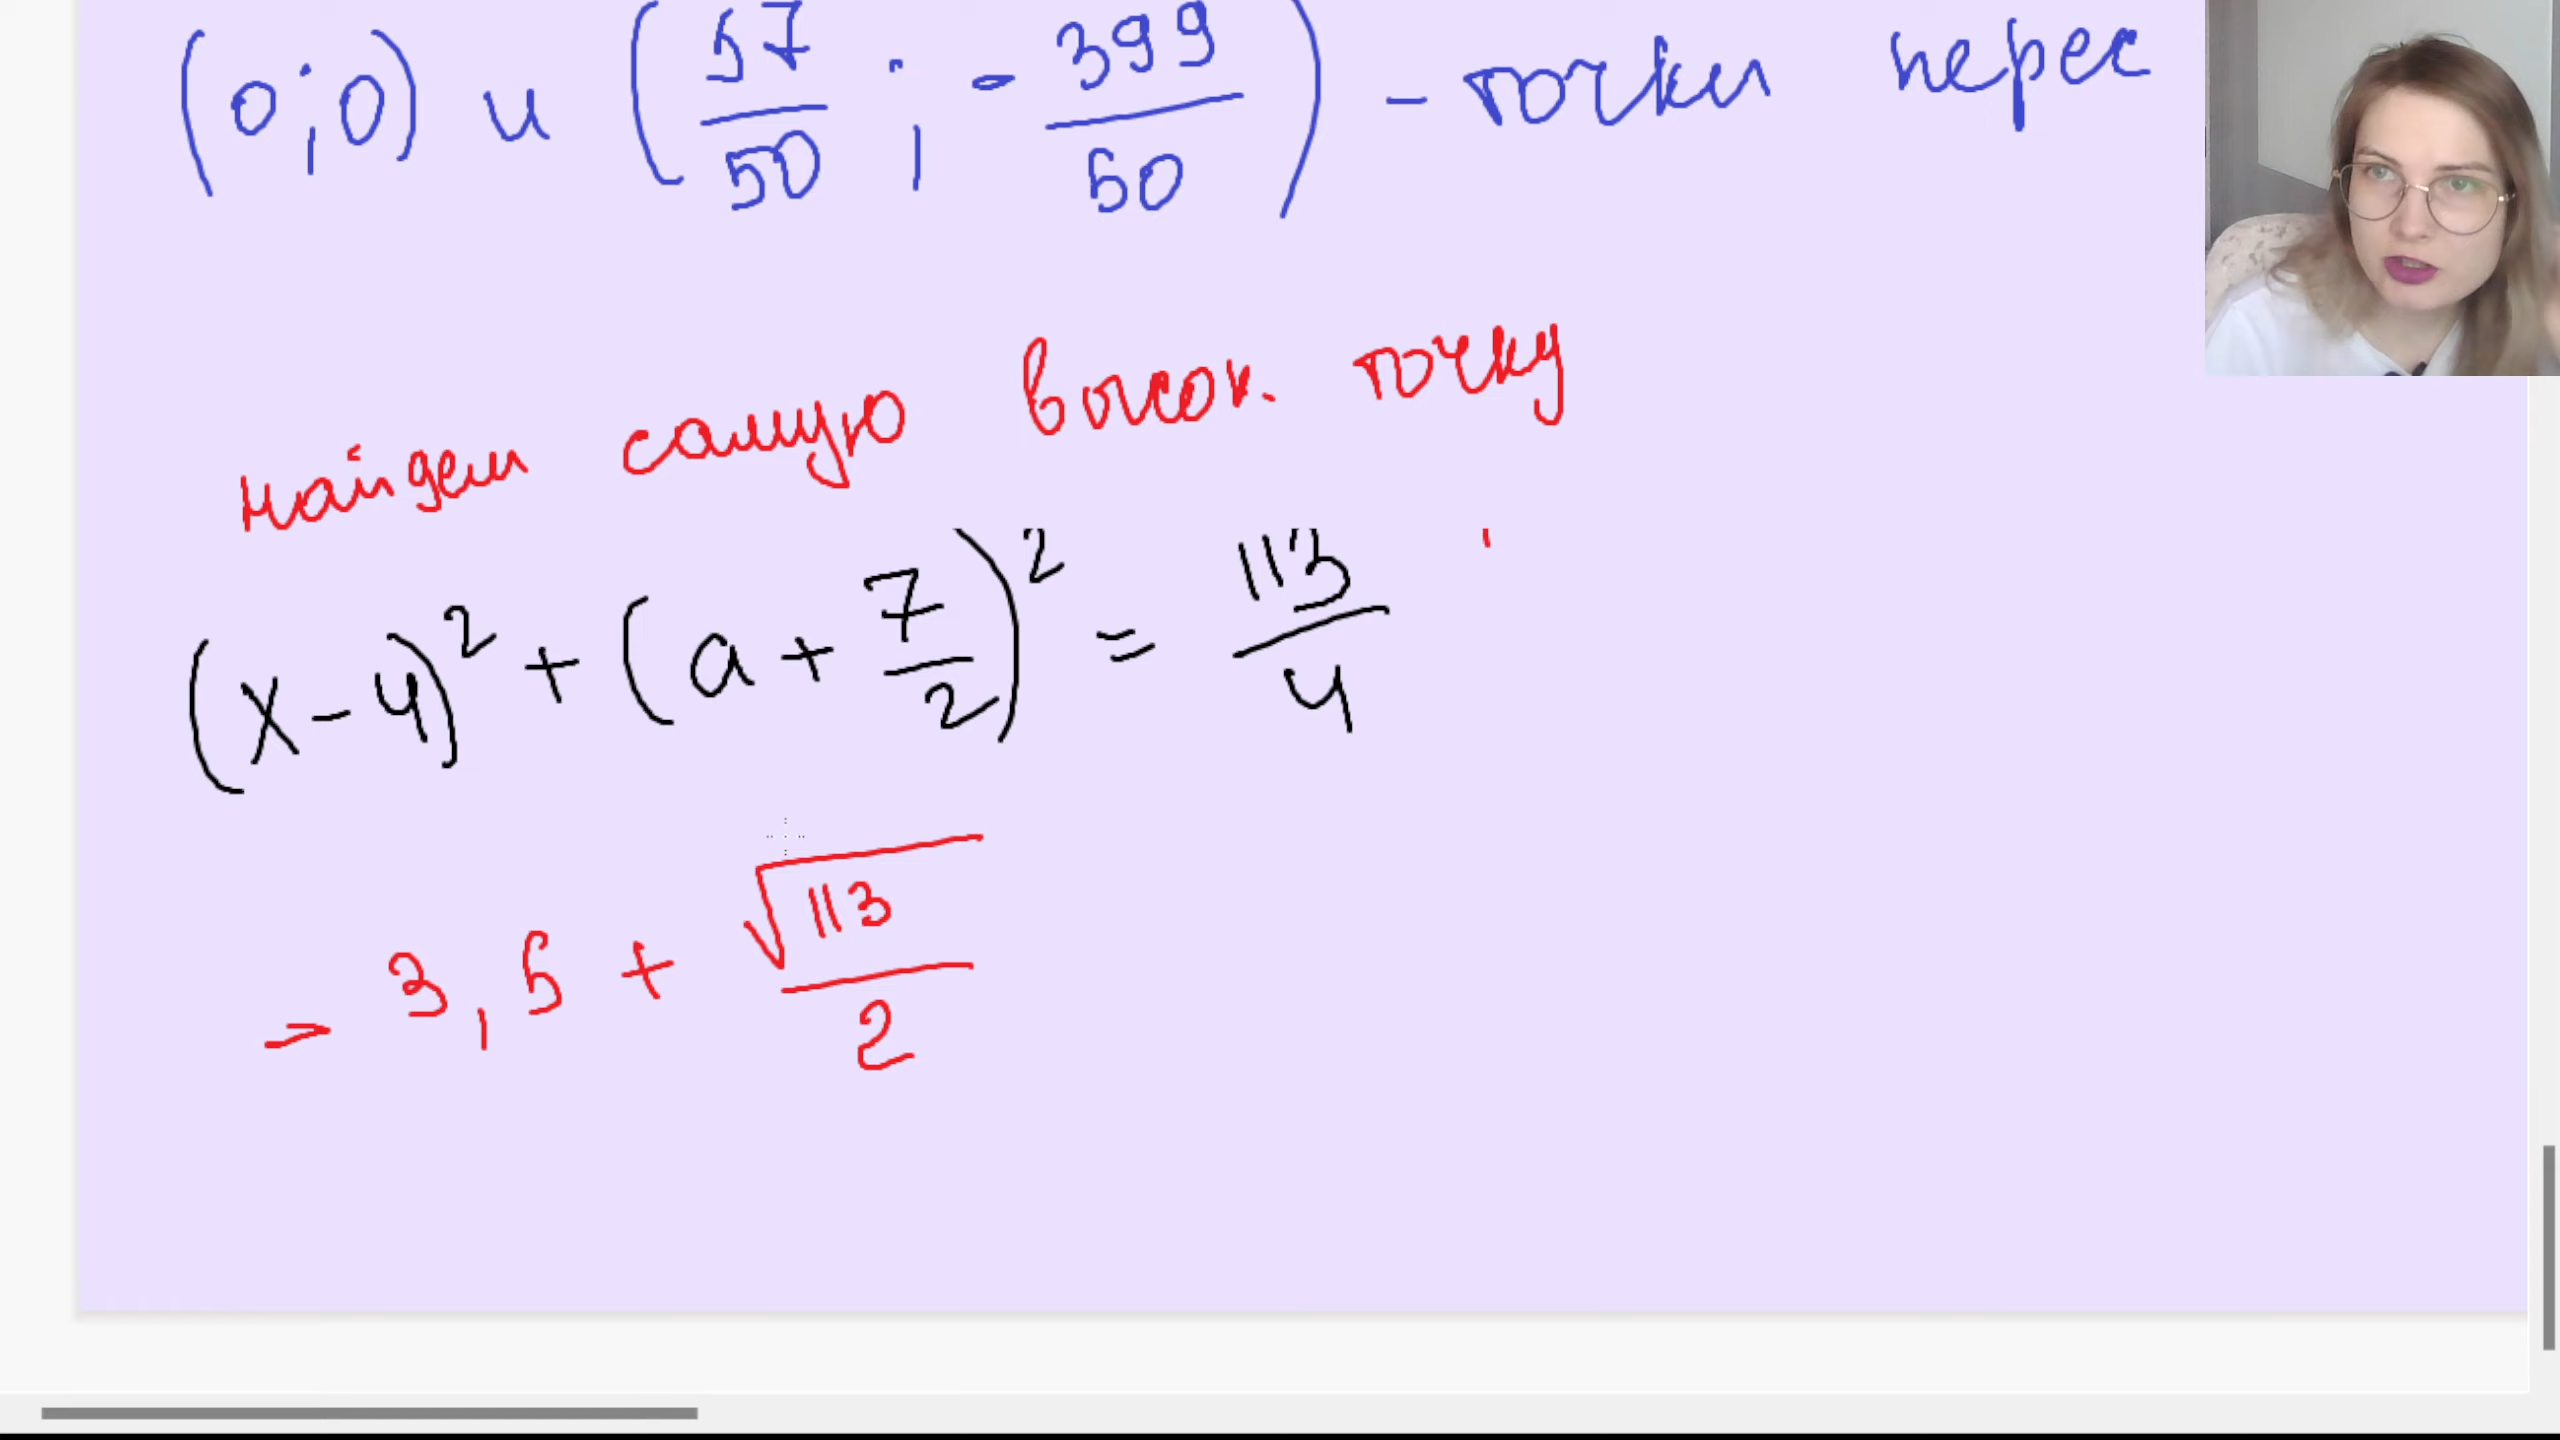 (0;0) и (57/50 ; -399/50) - точки перес
найдем самую высок. точку
(x-4)² + (a + 7/2)² = 113/4
- 3,5 + √113/2